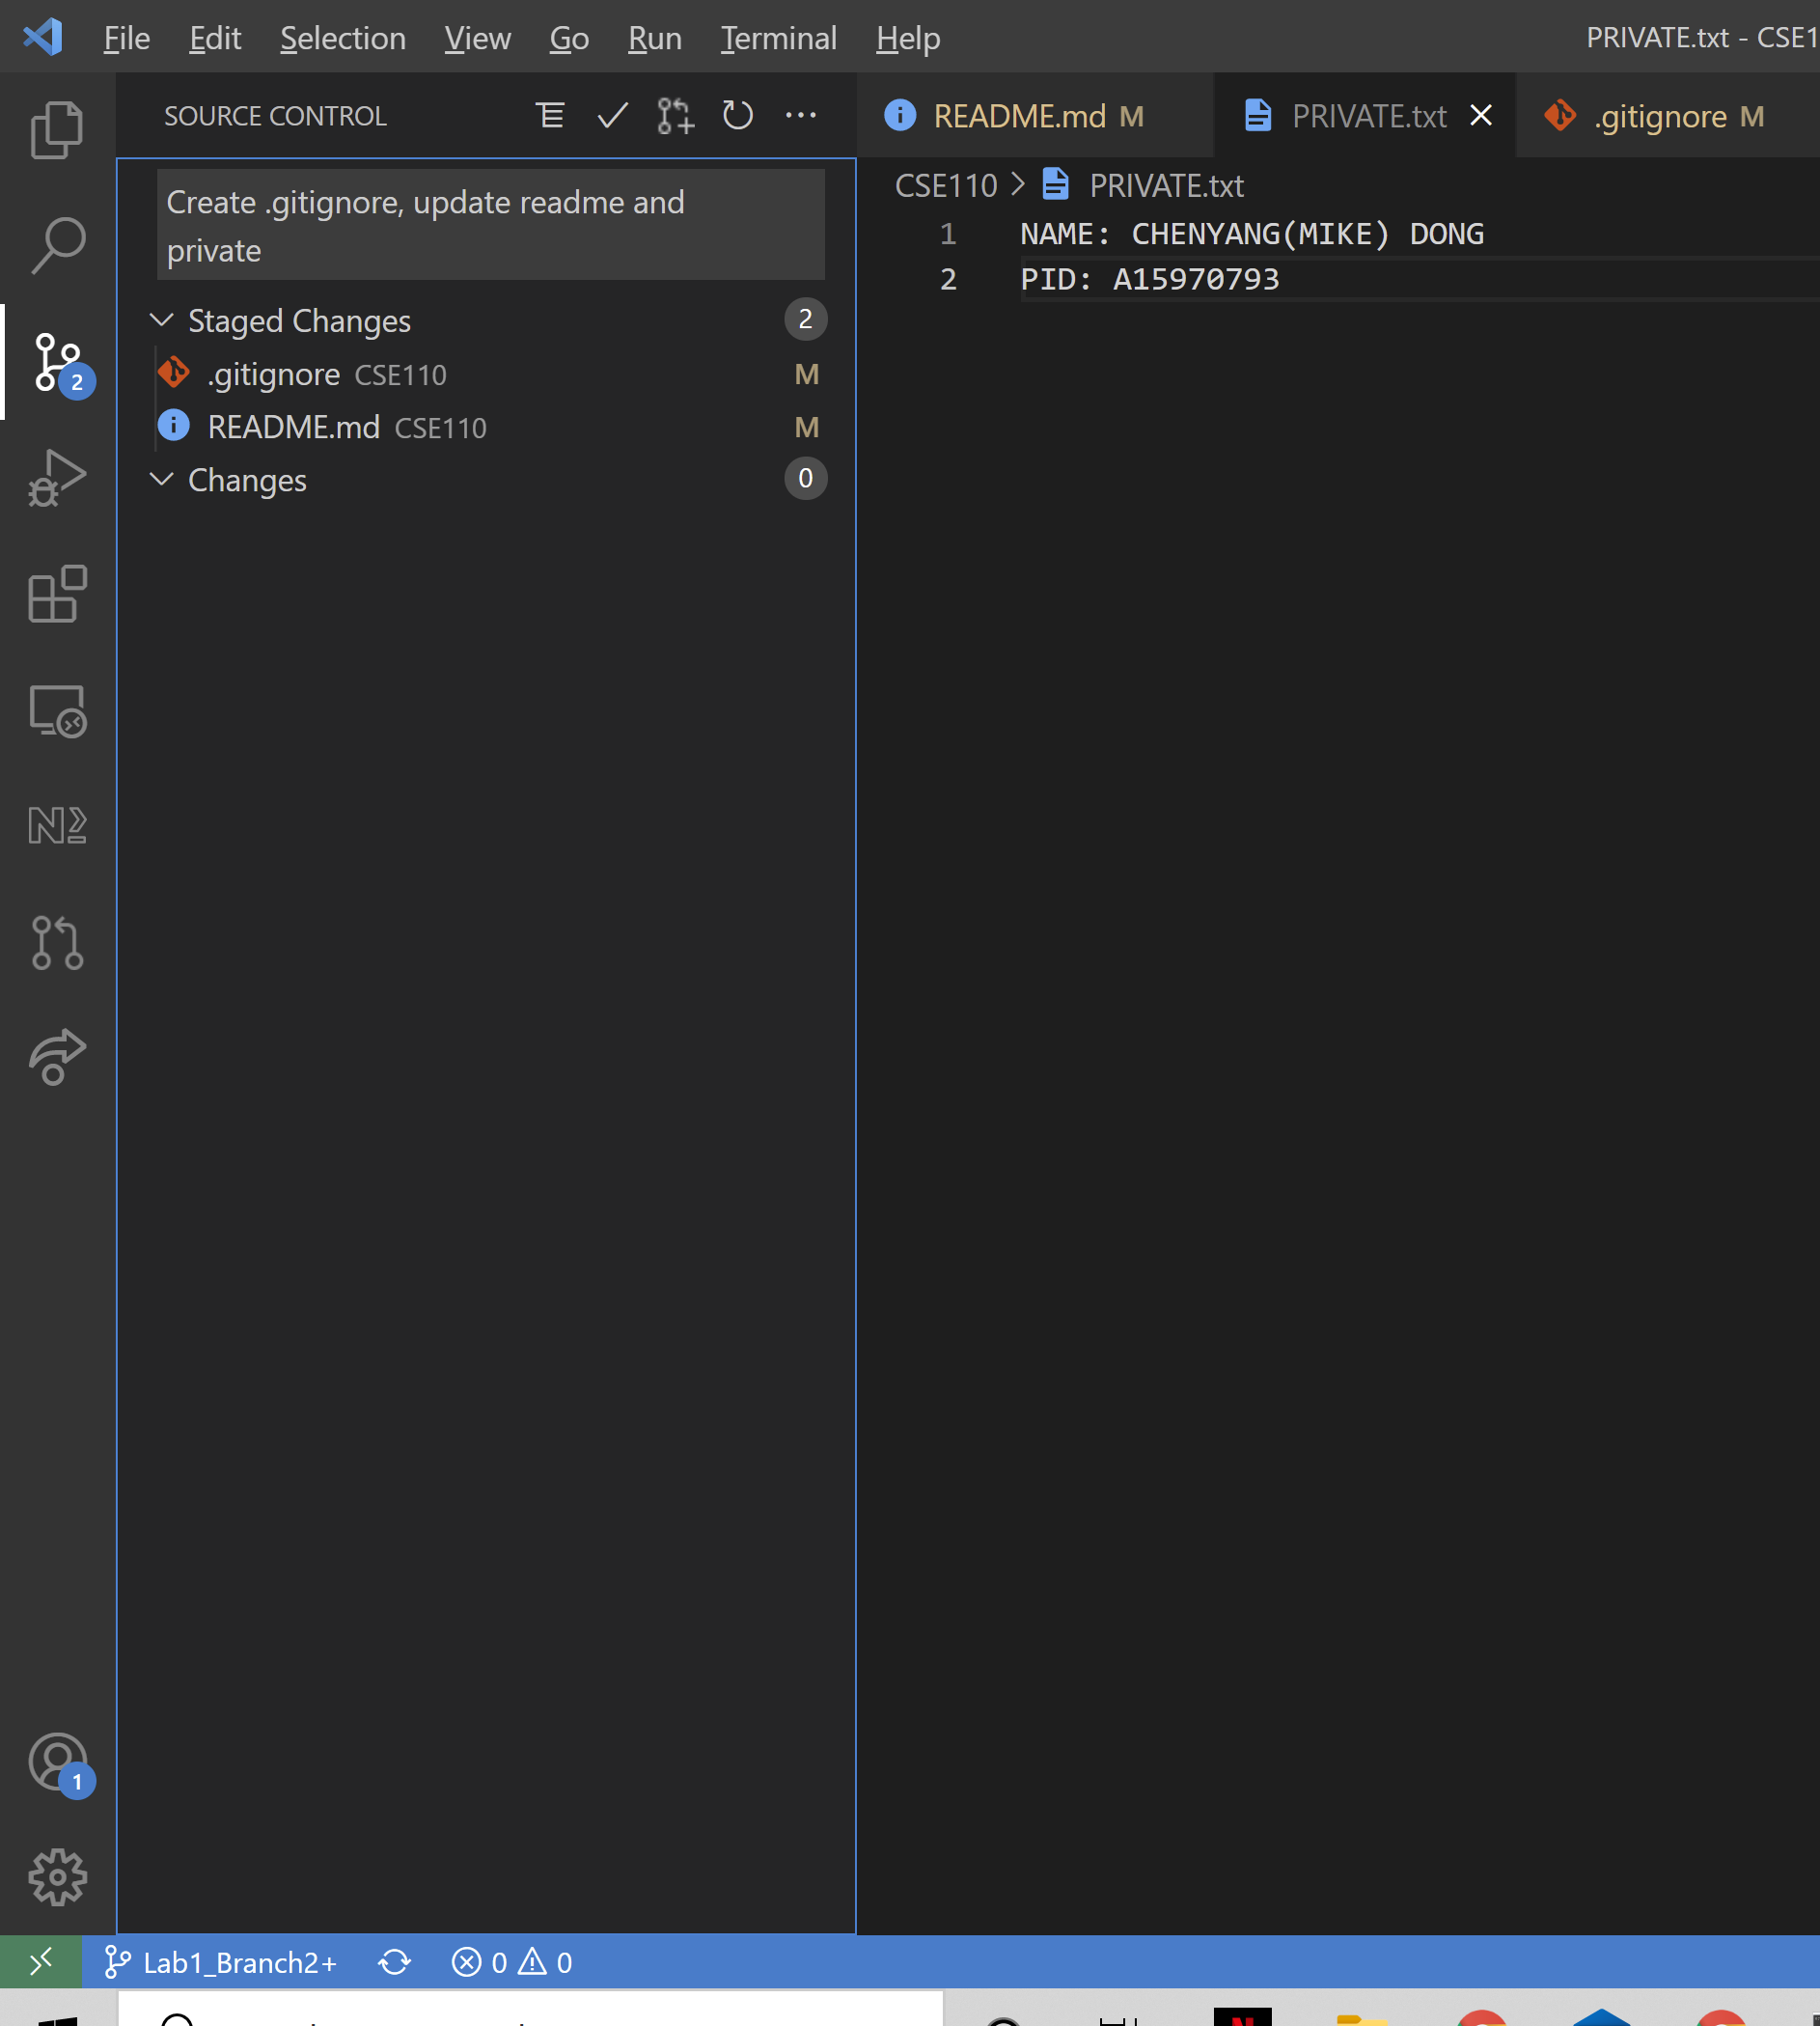 File Edit Selection View Go Run Terminal Help PRIVATE.txt - CSE1
SOURCE CONTROL
README.md M PRIVATE.txt .gitignore M
Create .gitignore, update readme and
private
CSE110 > PRIVATE.txt
1 NAME: CHENYANG(MIKE) DONG
2 PID: A15970793
Staged Changes 2
.gitignore CSE110 M
README.md CSE110 M
Changes 0
2
1
Lab1_Branch2+ 0 0